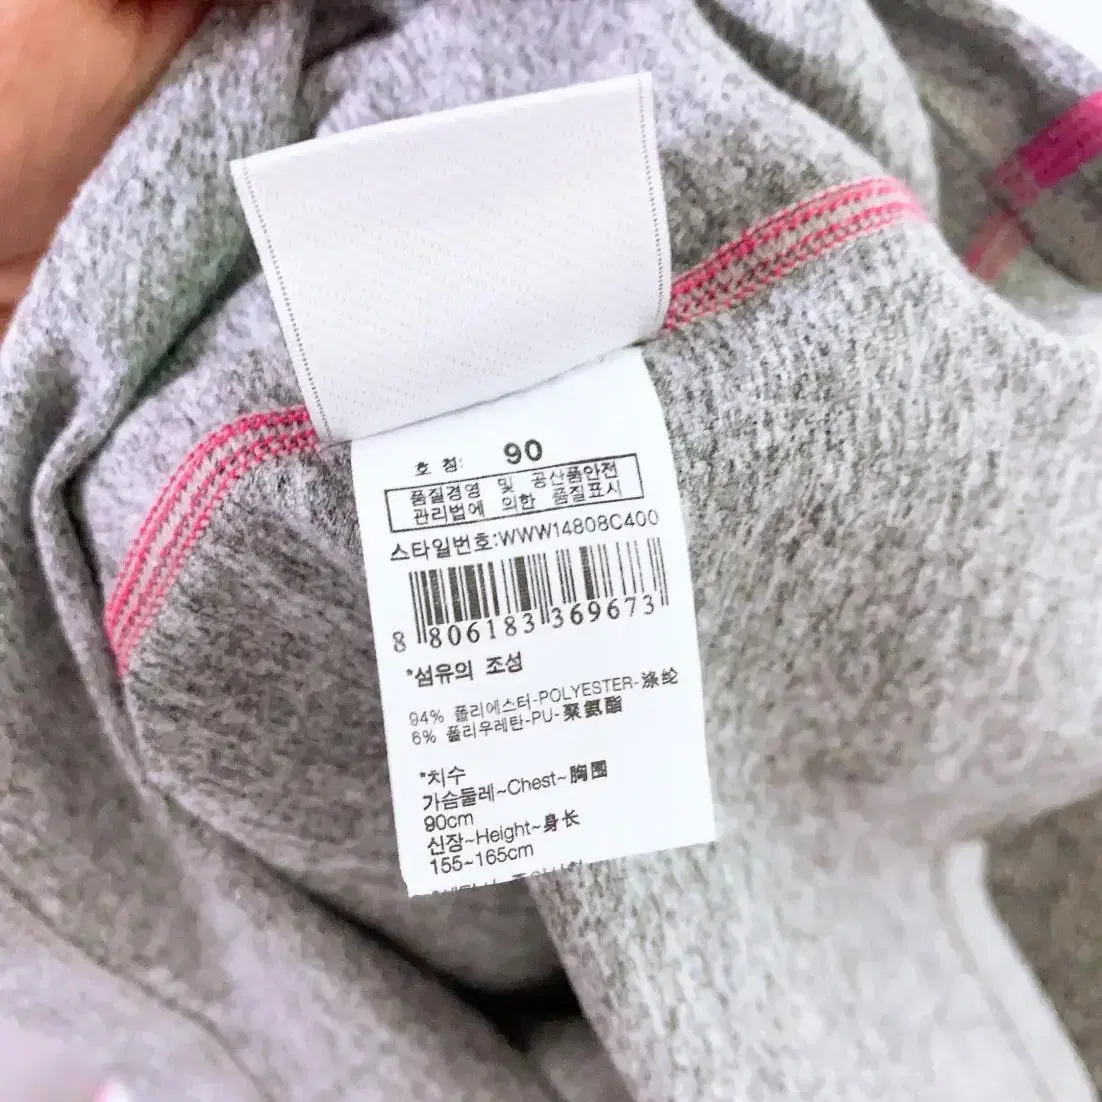 호 칭: 90
품질경영 및 공산품안전
관리법에 의한 품질표시
스타일번호:WWW14808C400
8 806183 369673
*섬유의 조성
94% 폴리에스터-POLYESTER-涤纶
6% 폴리우레탄-PU-聚氨酯
*치수
가슴둘레~Chest~胸围
90cm
신장~Height~身长
155~165cm